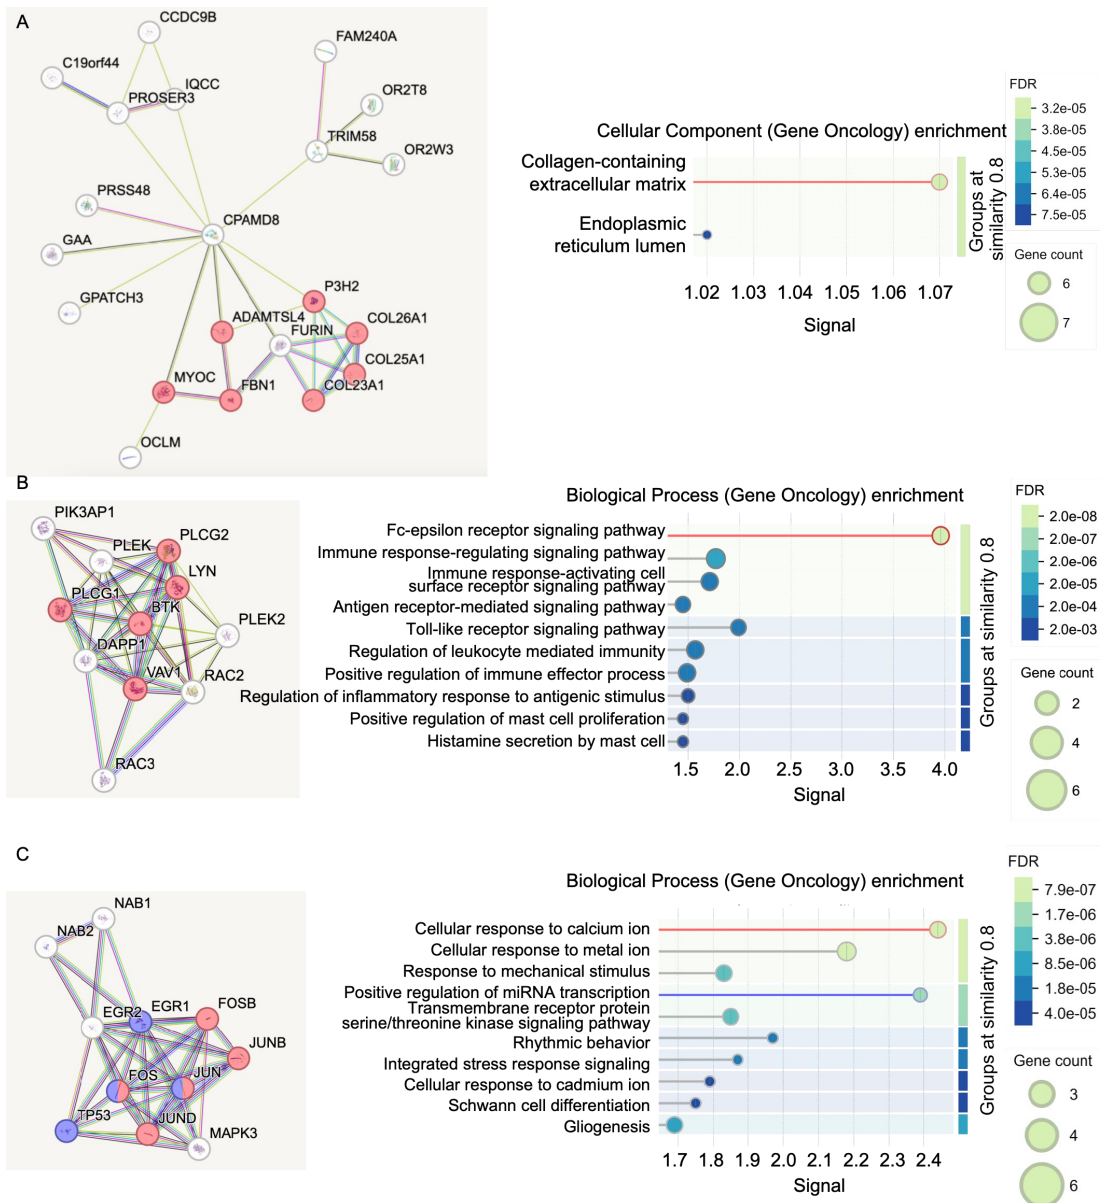 A
CCDC9B
FAM240A
C19orf44
IQCC
PROSER3
OR2T8
TRIM58
OR2W3
PRSS48
CPAMD8
GAA
GPATCH3
P3H2
ADAMTSL4
COL26A1
FURIN
COL25A1
MYOC
FBN1
COL23A1
OCLM
Cellular Component (Gene Oncology) enrichment
Collagen-containing
extracellular matrix
Endoplasmic
reticulum lumen
1.02 1.03 1.04 1.05 1.06 1.07
Signal
Groups at
similarity 0.8
FDR
3.2e-05
3.8e-05
4.5e-05
5.3e-05
6.4e-05
7.5e-05
Gene count
6
7
B
PIK3AP1
PLEK
PLCG2
LYN
PLCG1
BTK
PLEK2
DAPP1
VAV1
RAC2
RAC3
Biological Process (Gene Oncology) enrichment
Fc-epsilon receptor signaling pathway
Immune response-regulating signaling pathway
Immune response-activating cell
surface receptor signaling pathway
Antigen receptor-mediated signaling pathway
Toll-like receptor signaling pathway
Regulation of leukocyte mediated immunity
Positive regulation of immune effector process
Regulation of inflammatory response to antigenic stimulus
Positive regulation of mast cell proliferation
Histamine secretion by mast cell
1.5 2.0 2.5 3.0 3.5 4.0
Signal
Groups at similarity 0.8
FDR
2.0e-08
2.0e-07
2.0e-06
2.0e-05
2.0e-04
2.0e-03
Gene count
2
4
6
C
NAB1
NAB2
EGR2
EGR1
FOSB
JUNB
FOS
JUN
TP53
JUND
MAPK3
Biological Process (Gene Oncology) enrichment
Cellular response to calcium ion
Cellular response to metal ion
Response to mechanical stimulus
Positive regulation of miRNA transcription
Transmembrane receptor protein
serine/threonine kinase signaling pathway
Rhythmic behavior
Integrated stress response signaling
Cellular response to cadmium ion
Schwann cell differentiation
Gliogenesis
1.7 1.8 1.9 2.0 2.1 2.2 2.3 2.4
Signal
Groups at similarity 0.8
FDR
7.9e-07
1.7e-06
3.8e-06
8.5e-06
1.8e-05
4.0e-05
Gene count
3
4
6